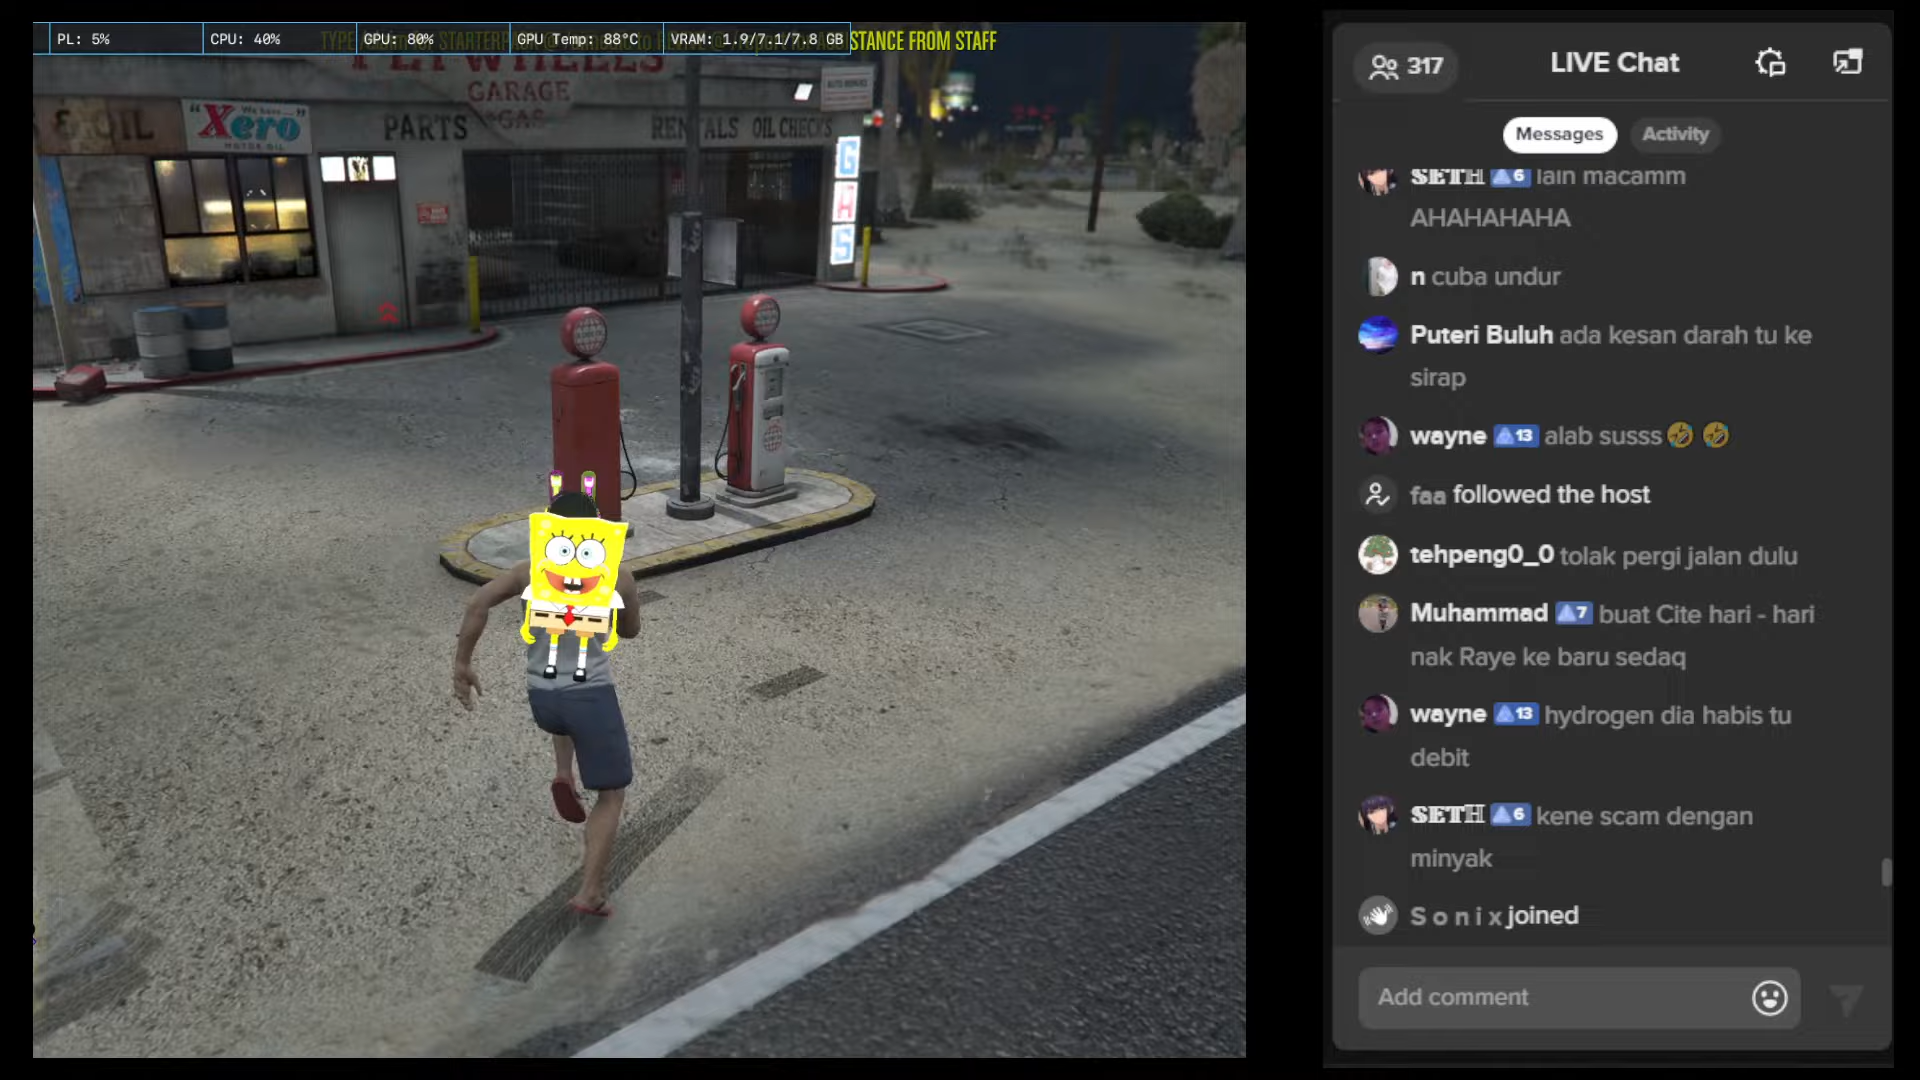 PL: 5% CPU: 40% GPU: 80% GPU Temp: 88°C VRAM: 1.9/7.1/7.8 GB STANCE FROM STAFF
GARAGE
GAS
& OIL
"Xero"
MOTOR OIL
PARTS
RENTALS OIL CHECKS
G
A
S
317
LIVE Chat
Messages Activity
SETH 6 lain macamm
AHAHAHAHA
n cuba undur
Puteri Buluh ada kesan darah tu ke
sirap
wayne 13 alab susss🤣 🤣
faa followed the host
tehpeng0_0 tolak pergi jalan dulu
Muhammad 7 buat Cite hari - hari
nak Raye ke baru sedaq
wayne 13 hydrogen dia habis tu
debit
SETH 6 kene scam dengan
minyak
S o n i x joined
Add comment